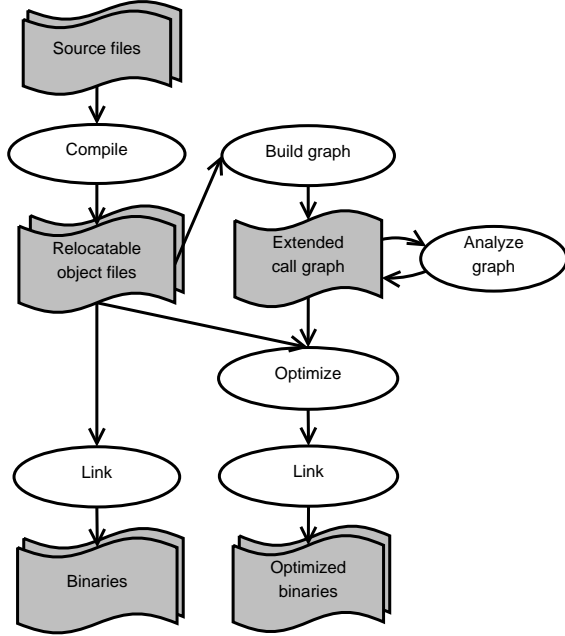 Source files
Compile
Build graph
Relocatable
object files
Extended
call graph
Analyze
graph
Optimize
Link
Link
Binaries
Optimized
binaries